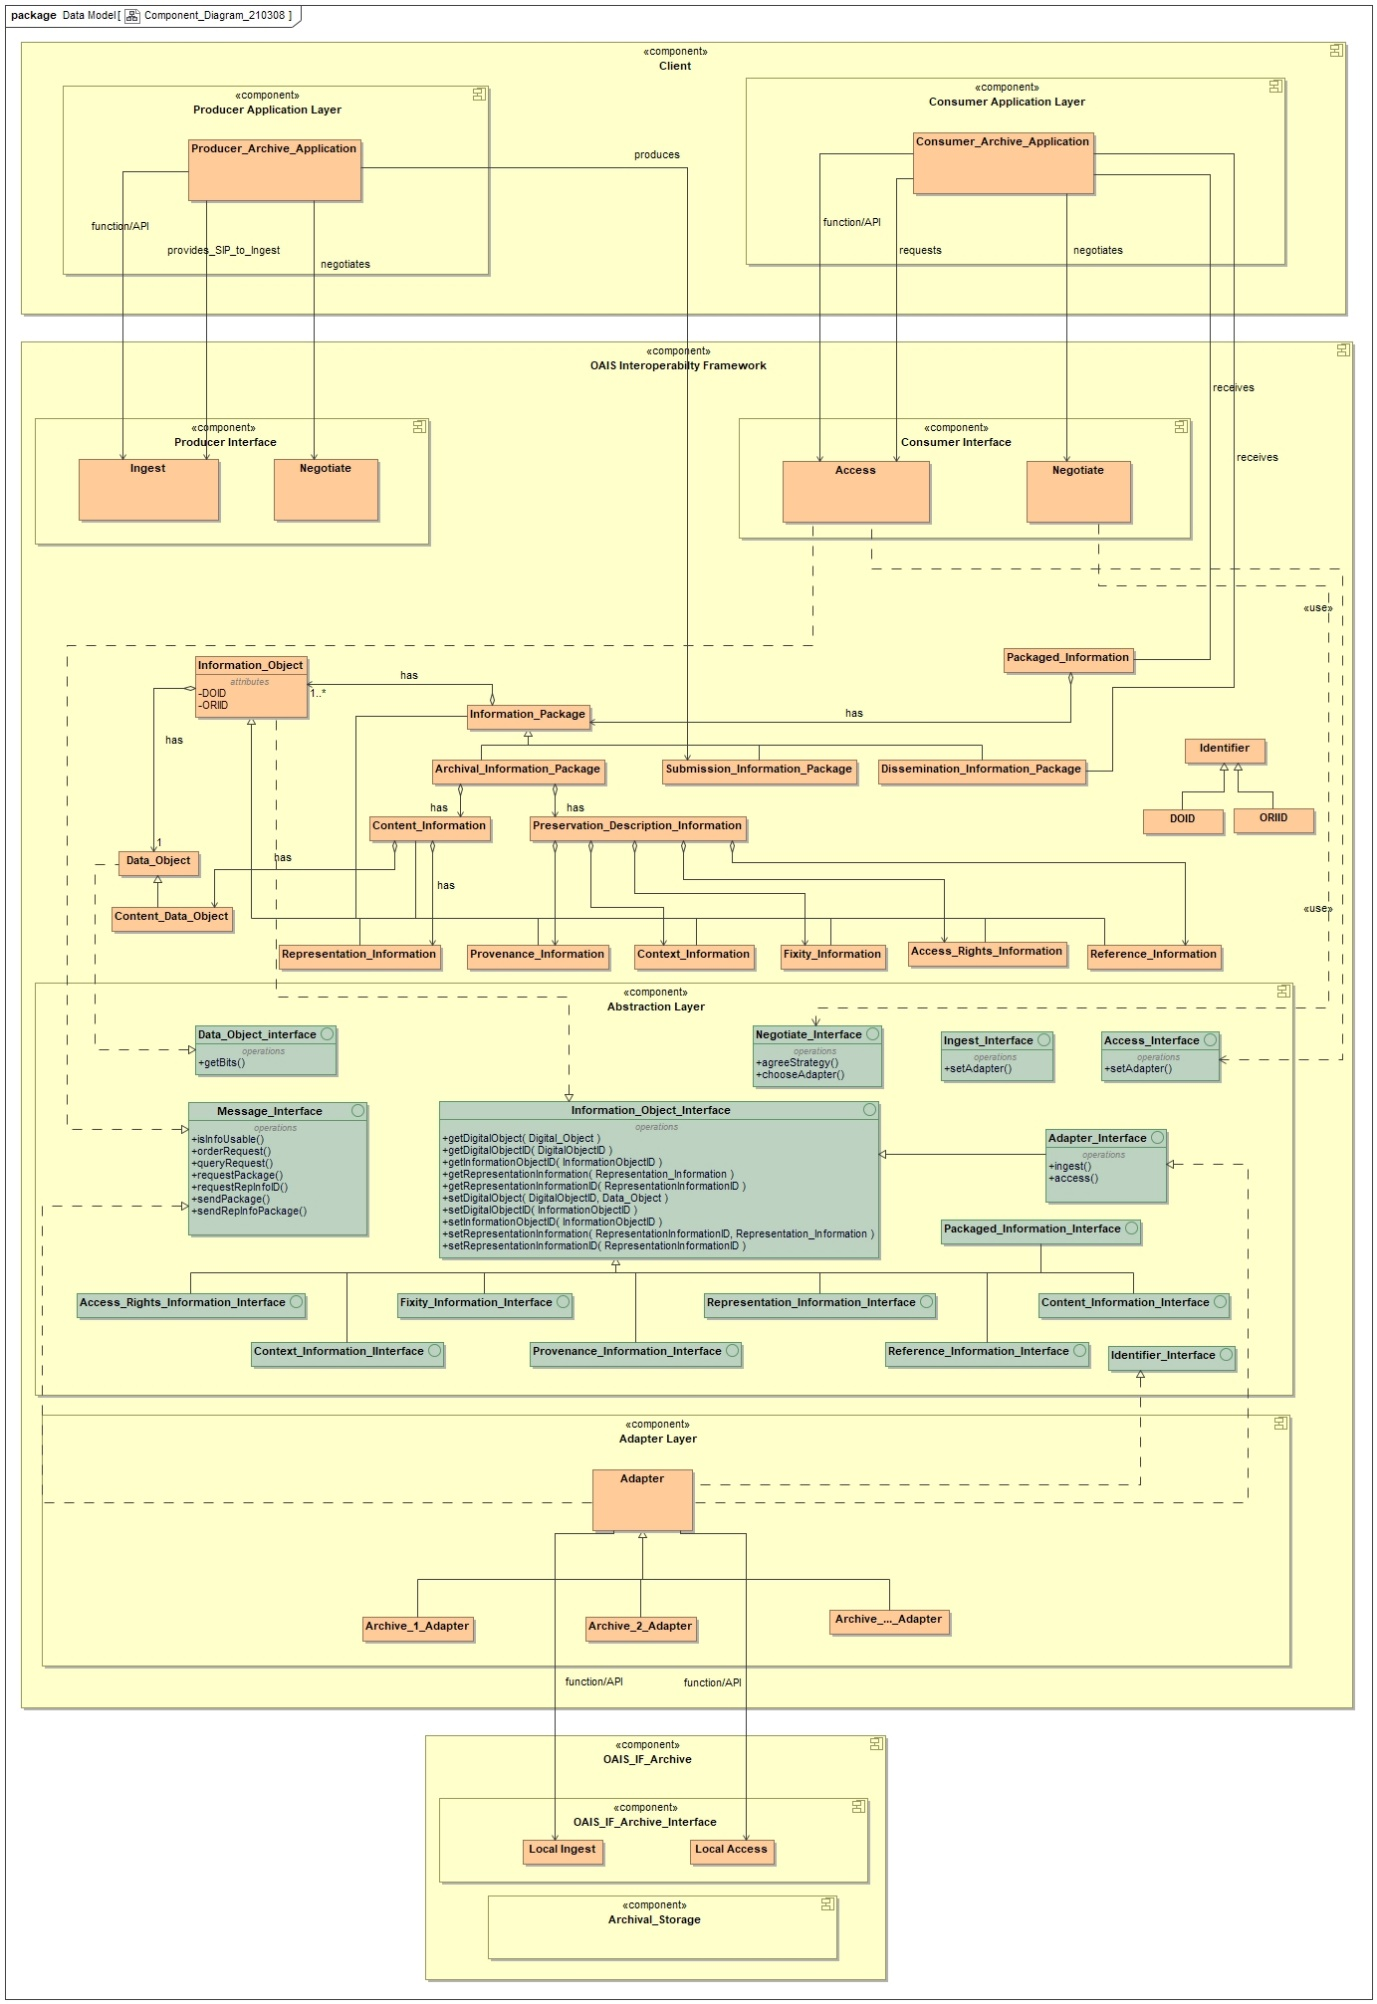 package Data Model[ Component_Diagram_210308 ]
«component»
Client
«component»
Producer Application Layer
Producer_Archive_Application
«component»
Consumer Application Layer
Consumer_Archive_Application
produces
function/API
provides_SIP_to_Ingest
negotiates
function/API
requests
negotiates
«component»
OAIS Interoperabilty Framework
receives
receives
«component»
Producer Interface
Ingest
Negotiate
«component»
Consumer Interface
Access
Negotiate
«use»
Information_Object
attributes
-DOID
-ORIID
has
1..*
Packaged_Information
Information_Package
has
has
Identifier
DOID
ORIID
Archival_Information_Package
Submission_Information_Package
Dissemination_Information_Package
has
has
Content_Information
Preservation_Description_Information
1
Data_Object
has
has
Content_Data_Object
«use»
Representation_Information
Provenance_Information
Context_Information
Fixity_Information
Access_Rights_Information
Reference_Information
«component»
Abstraction Layer
Data_Object_interface
operations
+getBits()
Negotiate_Interface
operations
+agreeStrategy()
+chooseAdapter()
Ingest_Interface
operations
+setAdapter()
Access_Interface
operations
+setAdapter()
Message_Interface
operations
+isInfoUsable()
+orderRequest()
+queryRequest()
+requestPackage()
+requestRepInfoID()
+sendPackage()
+sendRepInfoPackage()
Information_Object_Interface
operations
+getDigitalObject( Digital_Object )
+getDigitalObjectID( DigitalObjectID )
+getInformationObjectID( InformationObjectID )
+getRepresentationInformation( Representation_Information )
+getRepresentationInformationID( RepresentationInformationID )
+setDigitalObject( DigitalObjectID, Data_Object )
+setDigitalObjectID( InformationObjectID )
+setInformationObjectID( InformationObjectID )
+setRepresentationInformation( RepresentationInformationID, Representation_Information )
+setRepresentationInformationID( RepresentationInformationID )
Adapter_Interface
operations
+ingest()
+access()
Packaged_Information_Interface
Access_Rights_Information_Interface
Fixity_Information_Interface
Representation_Information_Interface
Content_Information_Interface
Context_Information_IInterface
Provenance_Information_Interface
Reference_Information_Interface
Identifier_Interface
«component»
Adapter Layer
Adapter
Archive_1_Adapter
Archive_2_Adapter
Archive_..._Adapter
function/API
function/API
«component»
OAIS_IF_Archive
«component»
OAIS_IF_Archive_Interface
Local Ingest
Local Access
«component»
Archival_Storage